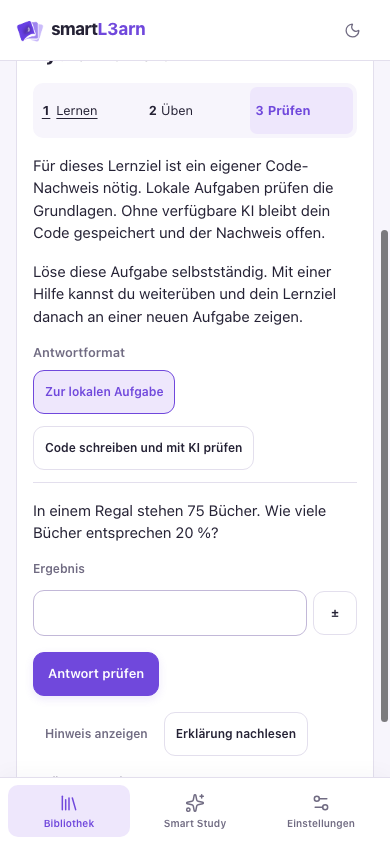 smartL3arn
1 Lernen
2 Üben
3 Prüfen
Für dieses Lernziel ist ein eigener Code-
Nachweis nötig. Lokale Aufgaben prüfen die
Grundlagen. Ohne verfügbare KI bleibt dein
Code gespeichert und der Nachweis offen.
Löse diese Aufgabe selbstständig. Mit einer
Hilfe kannst du weiterüben und dein Lernziel
danach an einer neuen Aufgabe zeigen.
Antwortformat
Zur lokalen Aufgabe
Code schreiben und mit KI prüfen
In einem Regal stehen 75 Bücher. Wie viele
Bücher entsprechen 20 %?
Ergebnis
±
Antwort prüfen
Hinweis anzeigen
Erklärung nachlesen
Bibliothek
Smart Study
Einstellungen